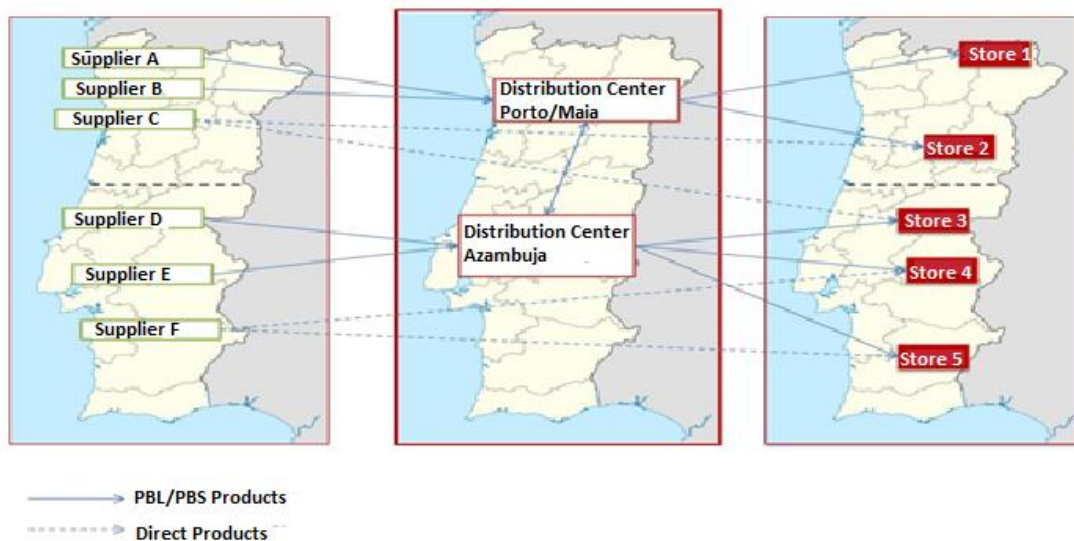 Supplier A
Supplier B
Supplier C
Supplier D
Supplier E
Supplier F
Distribution Center
Porto/Maia
Distribution Center
Azambuja
Store 1
Store 2
Store 3
Store 4
Store 5
PBL/PBS Products
Direct Products